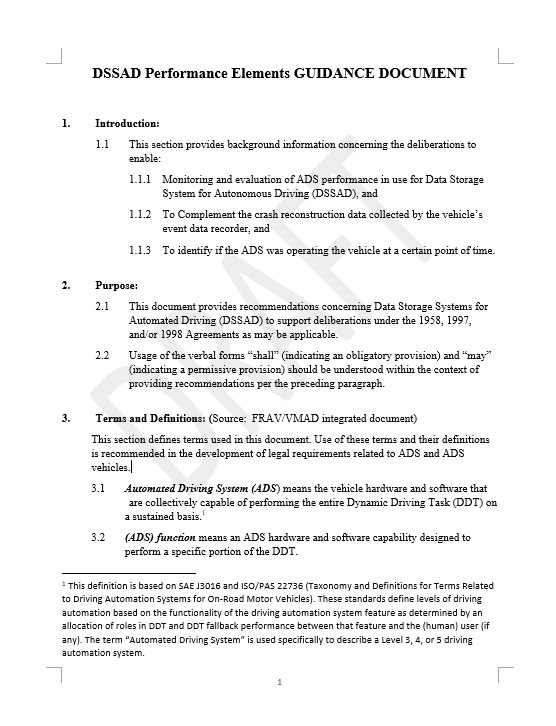 DSSAD Performance Elements GUIDANCE DOCUMENT
1. Introduction:
1.1 This section provides background information concerning the deliberations to
enable:
1.1.1 Monitoring and evaluation of ADS performance in use for Data Storage
System for Autonomous Driving (DSSAD), and
1.1.2 To Complement the crash reconstruction data collected by the vehicle's
event data recorder, and
1.1.3 To identify if the ADS was operating the vehicle at a certain point of time.
2. Purpose:
2.1 This document provides recommendations concerning Data Storage Systems for
Automated Driving (DSSAD) to support deliberations under the 1958, 1997,
and/or 1998 Agreements as may be applicable.
2.2 Usage of the verbal forms “shall” (indicating an obligatory provision) and “may”
(indicating a permissive provision) should be understood within the context of
providing recommendations per the preceding paragraph.
3. Terms and Definitions: (Source: FRAV/VMAD integrated document)
This section defines terms used in this document. Use of these terms and their definitions
is recommended in the development of legal requirements related to ADS and ADS
vehicles.
3.1 Automated Driving System (ADS) means the vehicle hardware and software that
are collectively capable of performing the entire Dynamic Driving Task (DDT) on
a sustained basis.1
3.2 (ADS) function means an ADS hardware and software capability designed to
perform a specific portion of the DDT.
1 This definition is based on SAE J3016 and ISO/PAS 22736 (Taxonomy and Definitions for Terms Related
to Driving Automation Systems for On-Road Motor Vehicles). These standards define levels of driving
automation based on the functionality of the driving automation system feature as determined by an
allocation of roles in DDT and DDT fallback performance between that feature and the (human) user (if
any). The term “Automated Driving System” is used specifically to describe a Level 3, 4, or 5 driving
automation system.
1
DRAFT